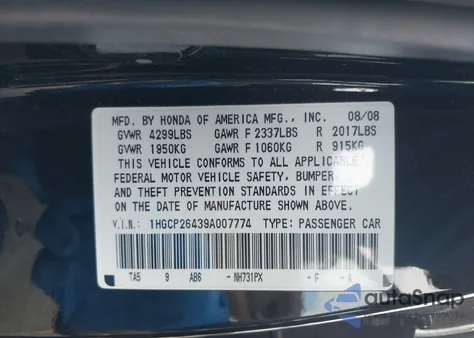 MFD. BY HONDA OF AMERICA MFG., INC. 08/08
GVWR 4299LBS GAWR F 2337LBS R 2017LBS
GVWR 1950KG GAWR F 1060KG R 915KG
THIS VEHICLE CONFORMS TO ALL APPLICABLE
FEDERAL MOTOR VEHICLE SAFETY, BUMPER,
AND THEFT PREVENTION STANDARDS IN EFFECT
ON THE DATE OF MANUFACTURE SHOWN ABOVE.
V.I.N: 1HGCP26439A007774 TYPE: PASSENGER CAR
TA5 9 AB6 -NH731PX -F -A
autoSnap